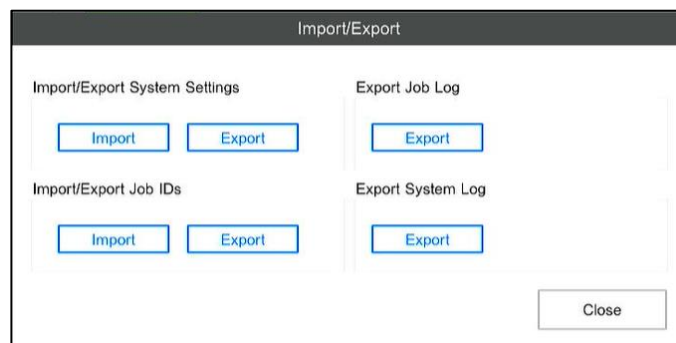 Import/Export
Import/Export System Settings
Import
Export
Export Job Log
Export
Import/Export Job IDs
Import
Export
Export System Log
Export
Close